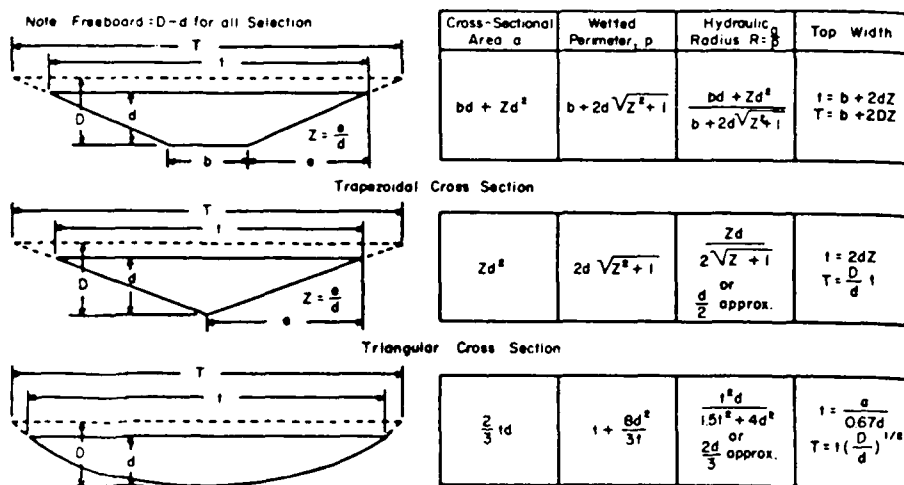 Note Freeboard = D-d for all Selection
T
t
D
d
Z = e/d
b
e
Trapezoidal Cross Section
T
t
D
d
Z = e/d
e
Triangular Cross Section
T
t
D
d
Cross-Sectional Area a
Wetted Perimeter, p
Hydraulic Radius R = a/p
Top Width
bd + Zd²
b + 2d √Z² + 1
bd + Zd² / b + 2d √Z² + 1
t = b + 2dZ
T = b + 2DZ
Zd²
2d √Z² + 1
Zd / 2 √Z + 1
or
d/2 approx.
t = 2dZ
T = D/d t
2/3 td
t + 8d²/3t
t²d / 1.5t² + 4d²
or
2d/3 approx.
t = a/0.67d
T = t (D/d)^1/2